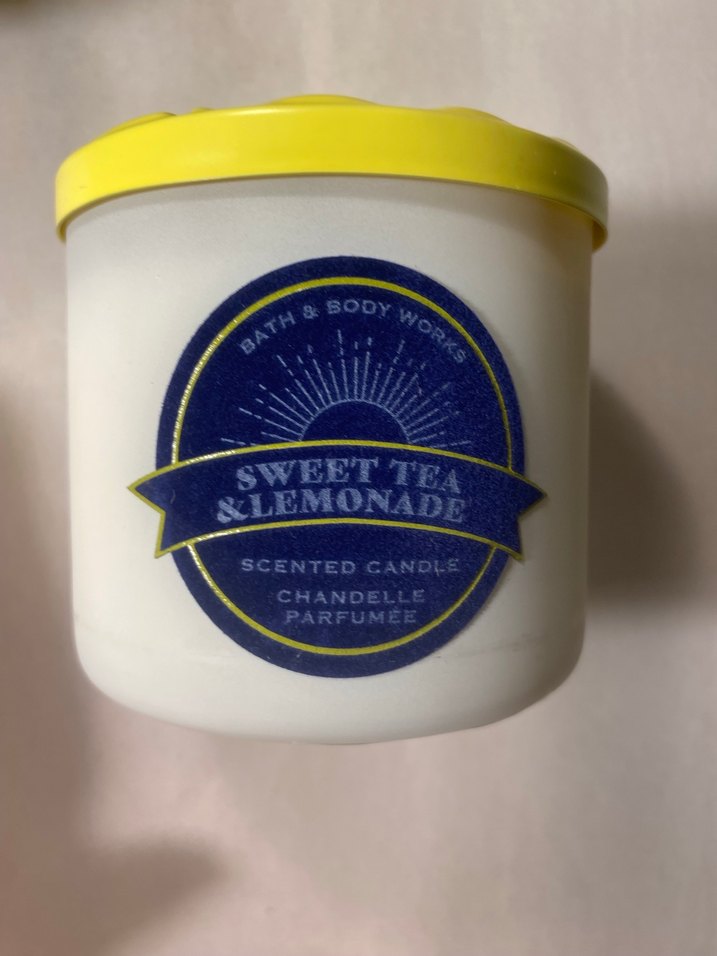 BATH & BODY WORKS
SWEET TEA
&LEMONADE
SCENTED CANDLE
CHANDELLE
PARFUMÉE